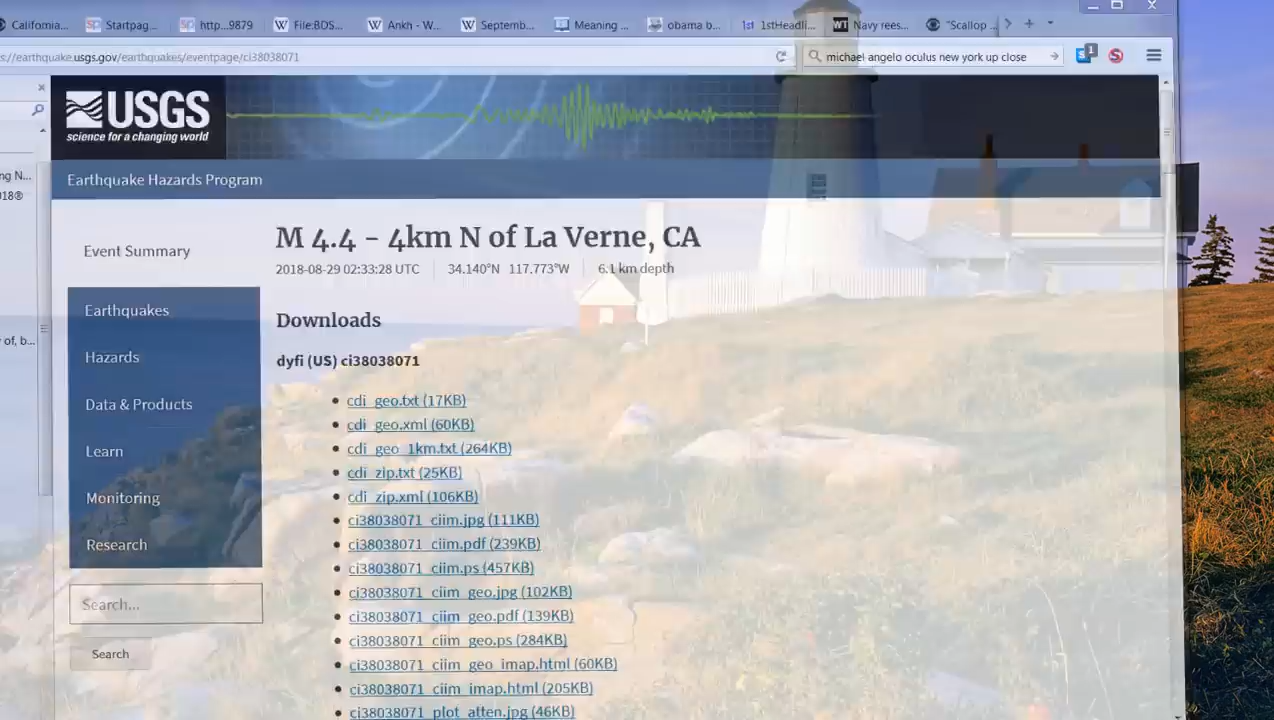 California...
Startpag...
http...9879
File:BDS...
Ankh - W...
Septemb...
Meaning ...
obama b...
1st 1stHeadli...
WT Navy rees...
"Scallop ...
s://earthquake.usgs.gov/earthquakes/eventpage/ci38038071
michael angelo oculus new york up close
1
USGS
science for a changing world
Earthquake Hazards Program
ng N...
018®
of, b...
M 4.4 - 4km N of La Verne, CA
2018-08-29 02:33:28 UTC
34.140°N 117.773°W
6.1 km depth
Event Summary
Earthquakes
Hazards
Data & Products
Learn
Monitoring
Research
Search...
Search
Downloads
dyfi (US) ci38038071
cdi_geo.txt (17KB)
cdi_geo.xml (60KB)
cdi_geo_1km.txt (264KB)
cdi_zip.txt (25KB)
cdi_zip.xml (106KB)
ci38038071_ciim.jpg (111KB)
ci38038071_ciim.pdf (239KB)
ci38038071_ciim.ps (457KB)
ci38038071_ciim_geo.jpg (102KB)
ci38038071_ciim_geo.pdf (139KB)
ci38038071_ciim_geo.ps (284KB)
ci38038071_ciim_geo_imap.html (60KB)
ci38038071_ciim_imap.html (205KB)
ci38038071_plot_atten.jpg (46KB)